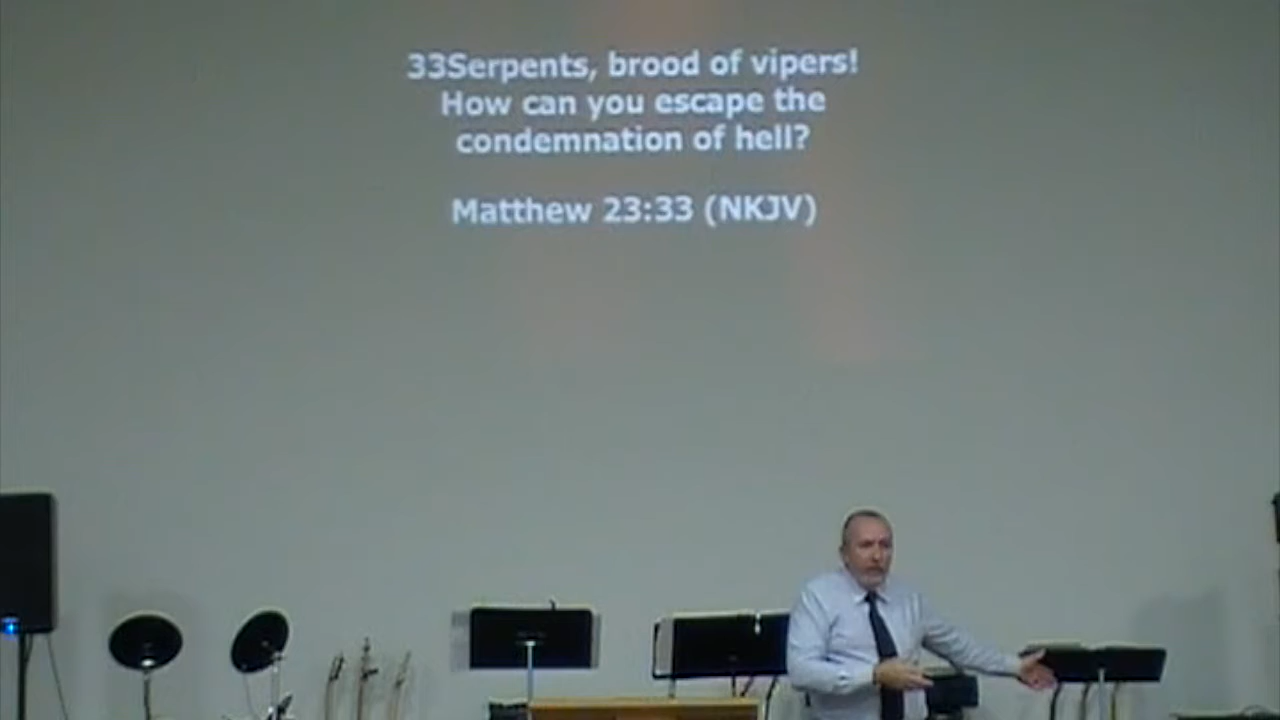 33Serpents, brood of vipers!
How can you escape the
condemnation of hell?
Matthew 23:33 (NKJV)